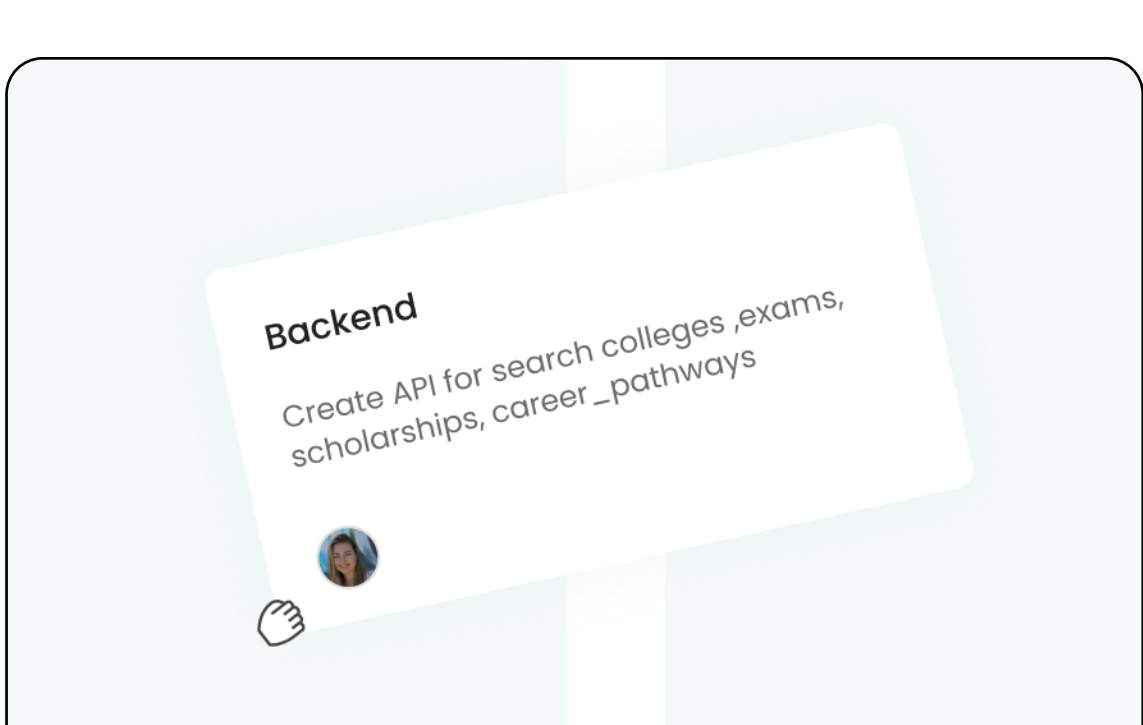 Backend
Create API for search colleges ,exams,
scholarships, career_pathways